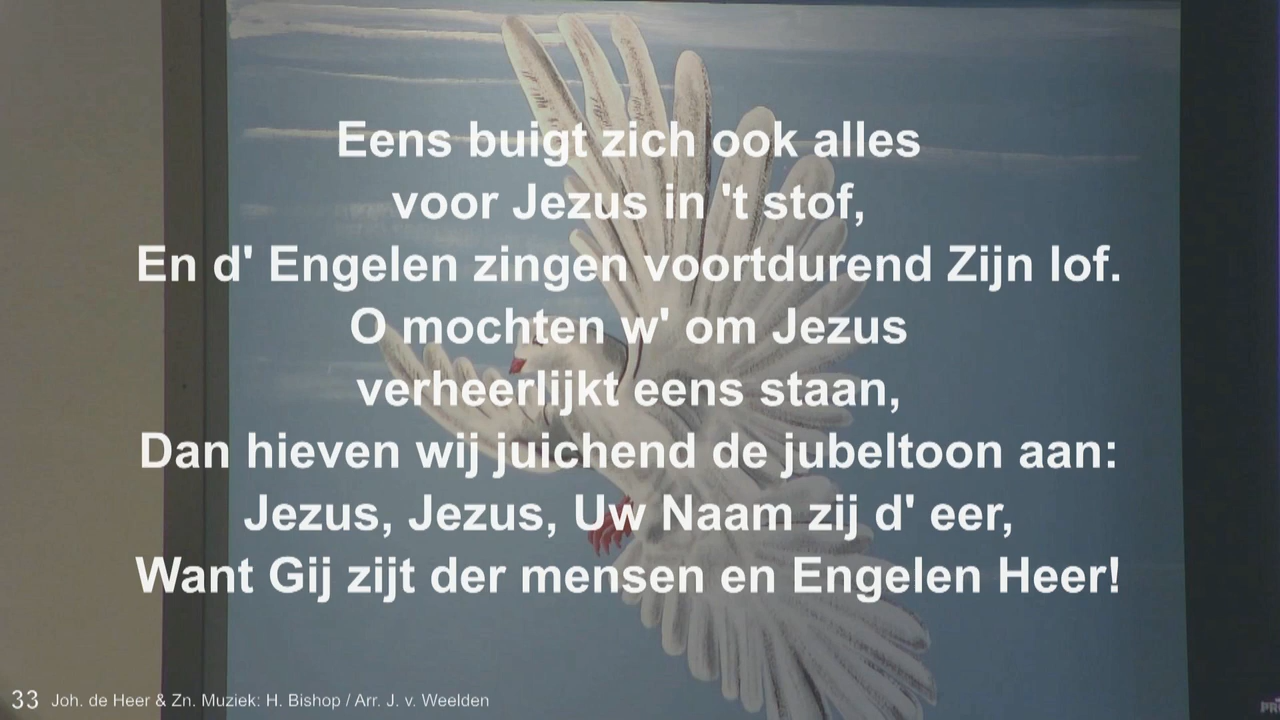 Eens buigt zich ook alles
voor Jezus in 't stof,
En d' Engelen zingen voortdurend Zijn lof.
O mochten w' om Jezus
verheerlijkt eens staan,
Dan hieven wij juichend de jubeltoon aan:
Jezus, Jezus, Uw Naam zij d' eer,
Want Gij zijt der mensen en Engelen Heer!
33 Joh. de Heer & Zn. Muziek: H. Bishop / Arr. J. v. Weelden